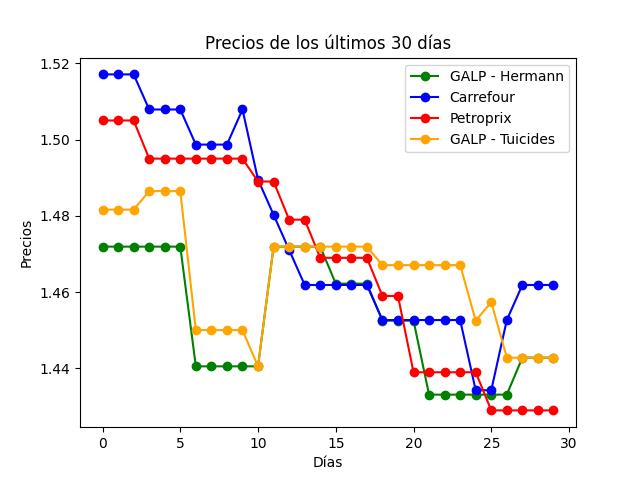 Precios de los últimos 30 días
GALP - Hermann
Carrefour
Petroprix
GALP - Tuicides
1.52
1.50
1.48
1.46
1.44
Precios
0 5 10 15 20 25 30
Días